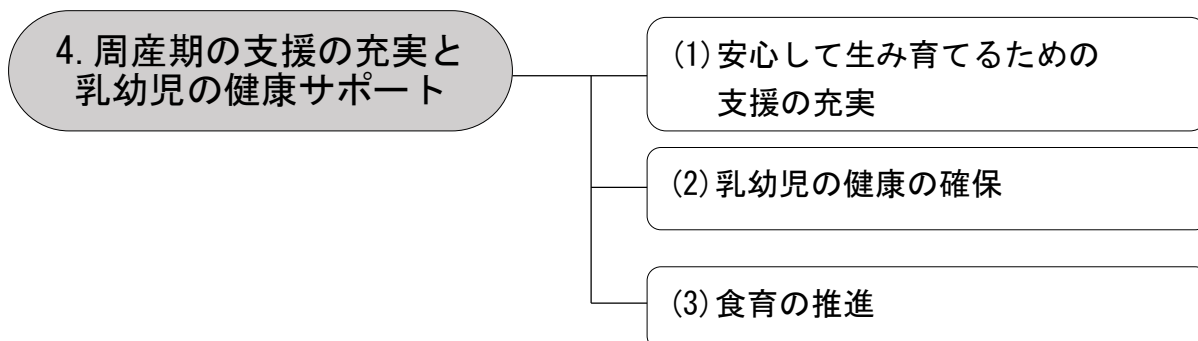 4.周産期の支援の充実と
乳幼児の健康サポート
(1)安心して生み育てるための
支援の充実
(2)乳幼児の健康の確保
(3)食育の推進